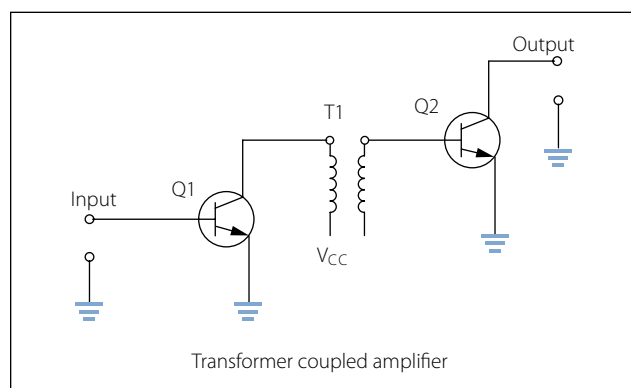 Output
T1
Q2
Q1
Input
VCC
Transformer coupled amplifier